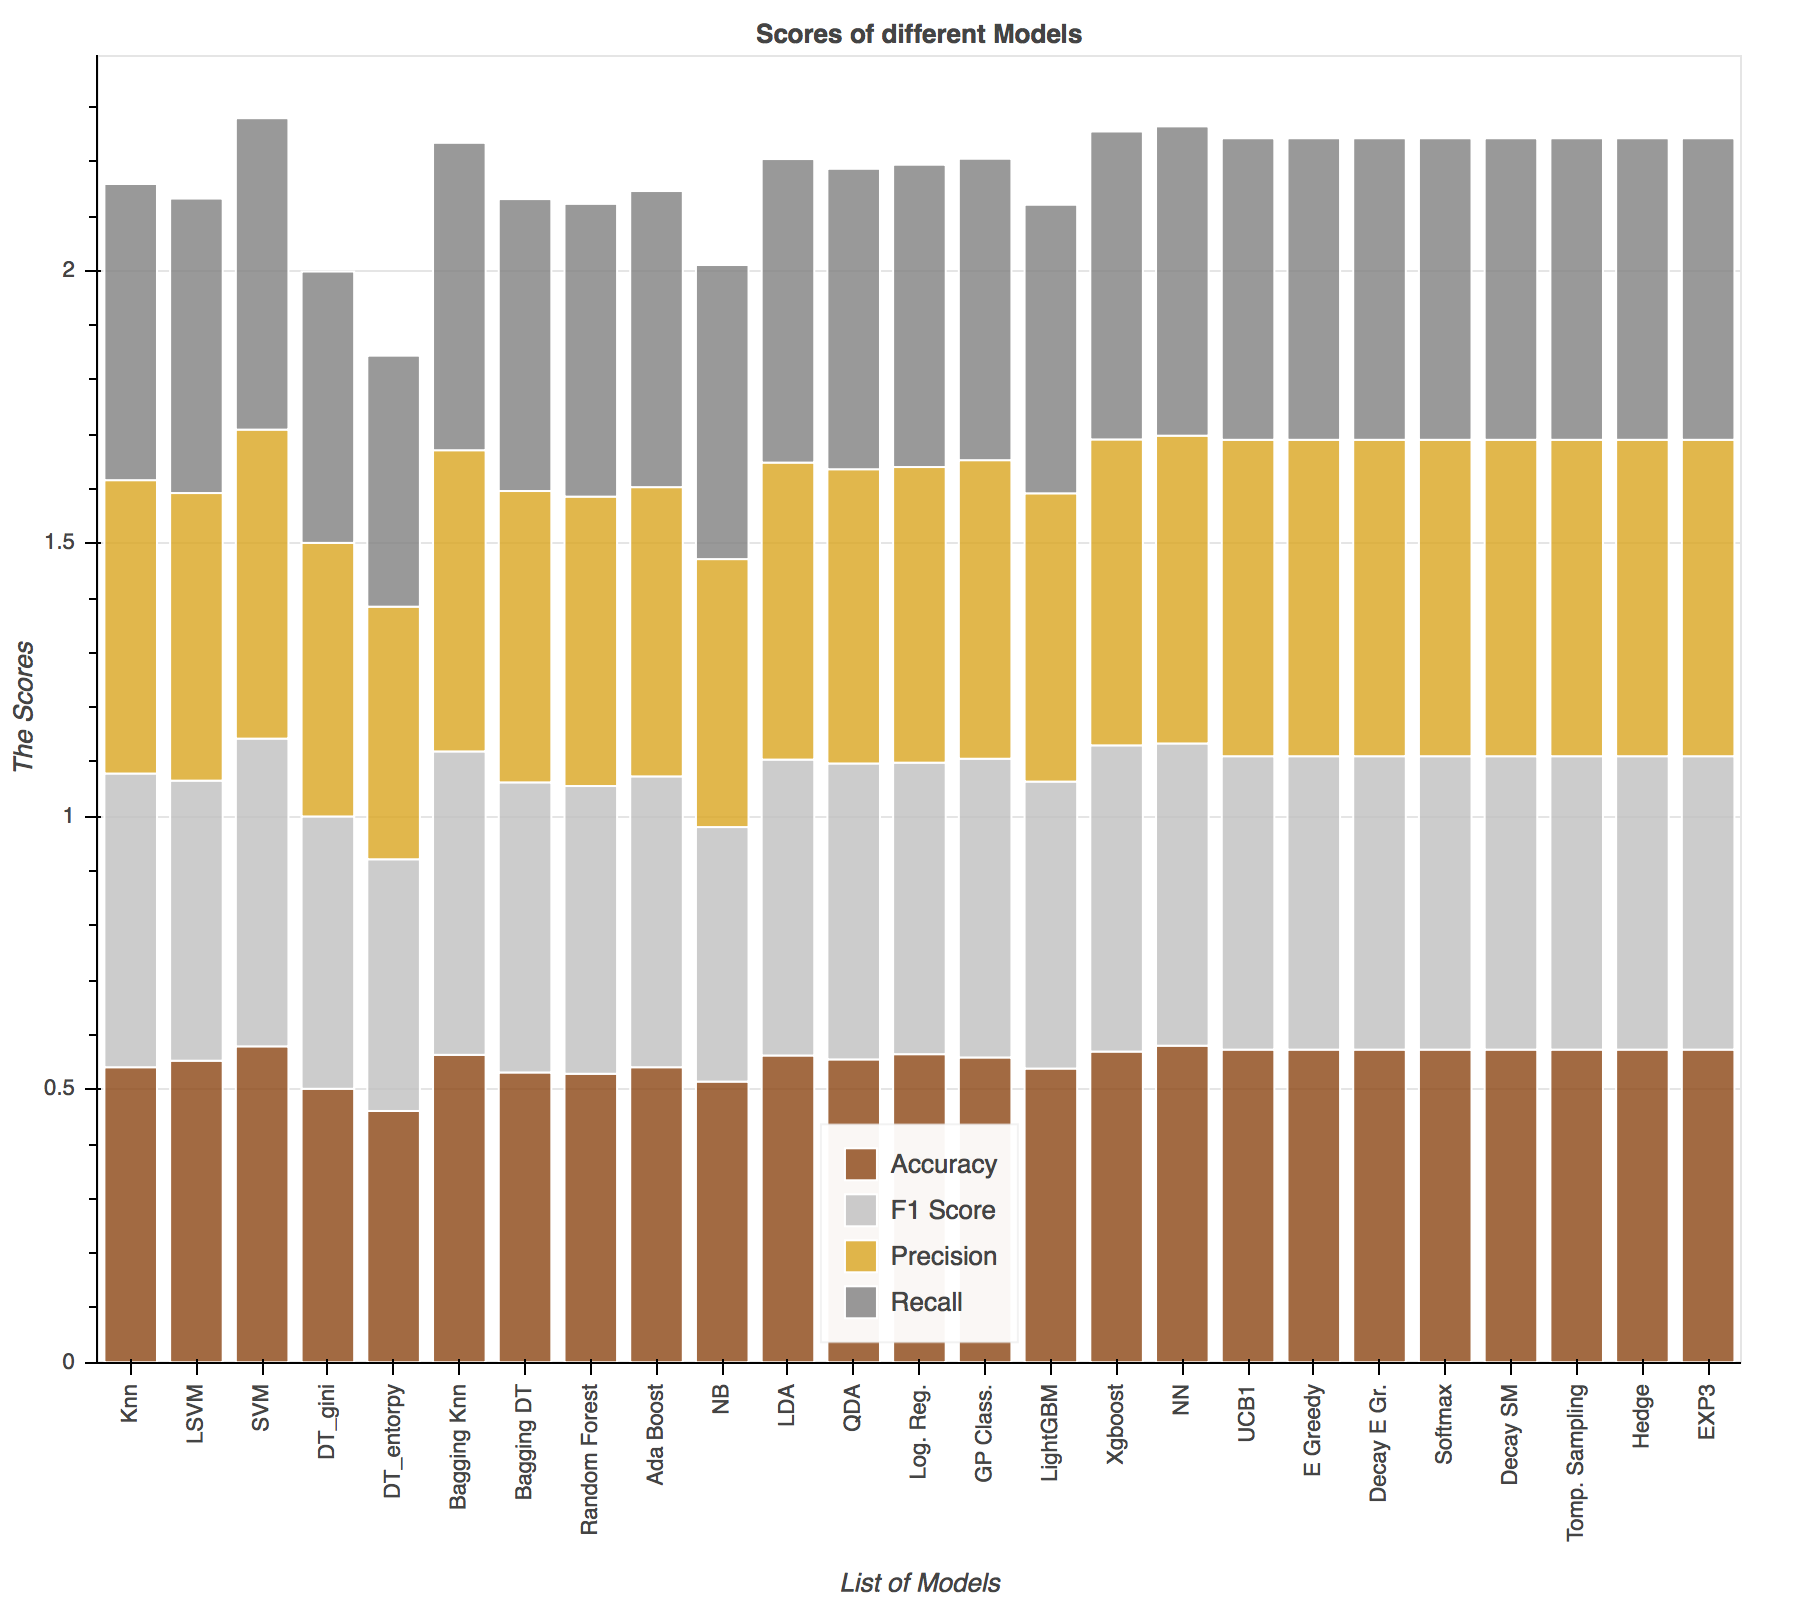 Scores of different Models
The Scores
2
1.5
1
0.5
0
Accuracy
F1 Score
Precision
Recall
Knn
LSVM
SVM
DT_gini
DT_entorpy
Bagging Knn
Bagging DT
Random Forest
Ada Boost
NB
LDA
QDA
Log. Reg.
GP Class.
LightGBM
Xgboost
NN
UCB1
E Greedy
Decay E Gr.
Softmax
Decay SM
Tomp. Sampling
Hedge
EXP3
List of Models